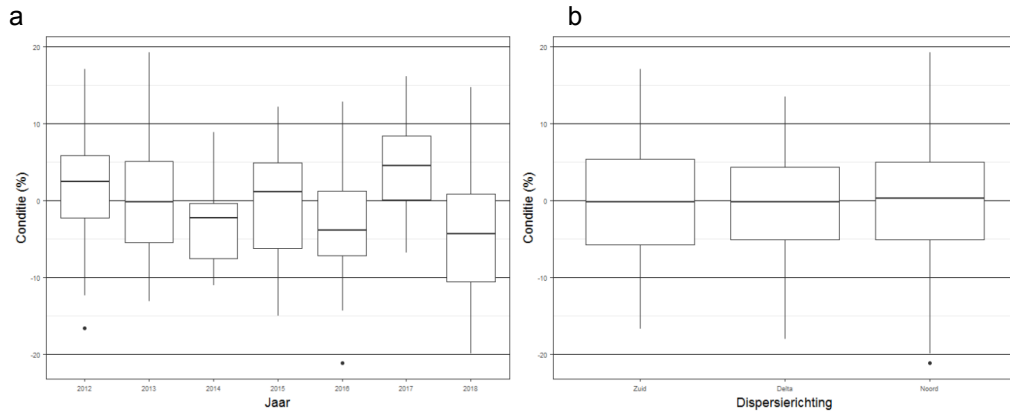 a
20
10
0
-10
-20
Conditie (%)
2012 2013 2014 2015 2016 2017 2018
Jaar
b
20
10
0
-10
-20
Conditie (%)
Zuid Delta Noord
Dispersierichting